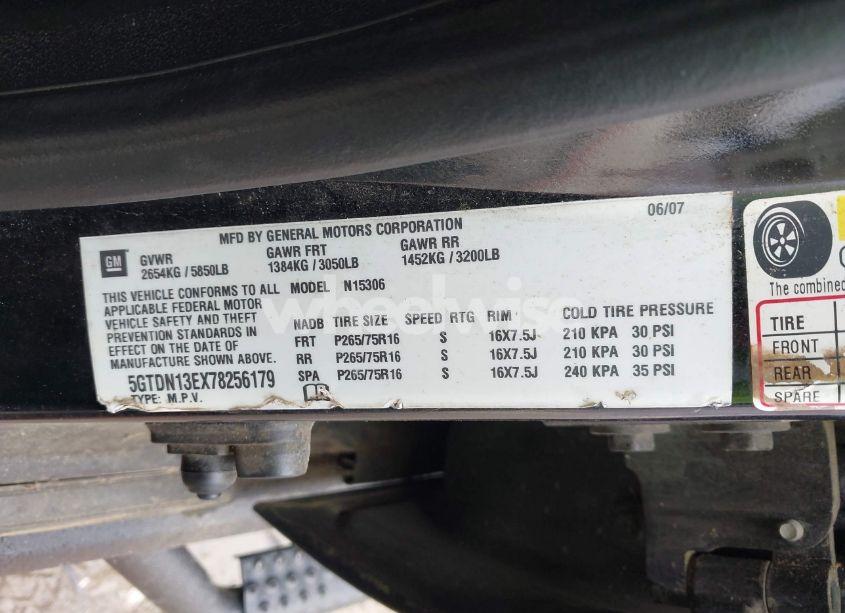 06/07
MFD BY GENERAL MOTORS CORPORATION
GM
GVWR GAWR FRT GAWR RR
2654KG / 5850LB 1384KG / 3050LB 1452KG / 3200LB
THIS VEHICLE CONFORMS TO ALL MODEL N15306
APPLICABLE FEDERAL MOTOR
VEHICLE SAFETY AND THEFT
PREVENTION STANDARDS IN
EFFECT ON THE DATE OF
MANUFACTURE SHOWN ABOVE.
5GTDN13EX78256179
TYPE: M.P.V.
NADB TIRE SIZE SPEED RTG RIM COLD TIRE PRESSURE
FRT P265/75R16 S 16X7.5J 210 KPA 30 PSI
RR P265/75R16 S 16X7.5J 210 KPA 30 PSI
SPA P265/75R16 S 16X7.5J 240 KPA 35 PSI
wheelwise
The combined
TIRE
FRONT
REAR
SPARE